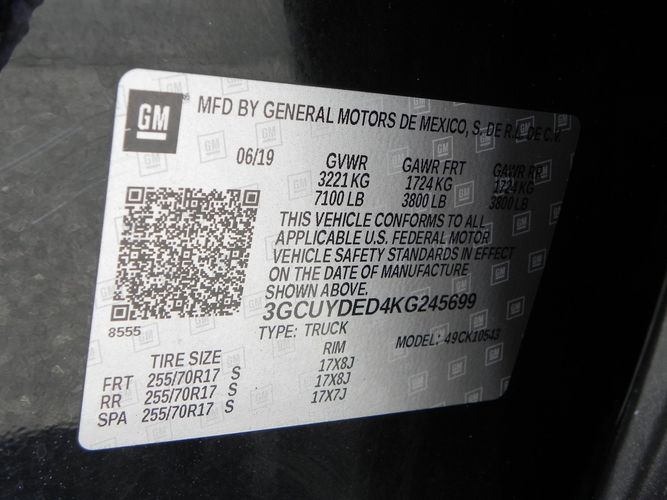 GM
MFD BY GENERAL MOTORS DE MEXICO, S. DE R.L. DE C.V.
06/19 GVWR GAWR FRT GAWR RR
3221 KG 1724 KG 1724 KG
7100 LB 3800 LB 3800 LB
THIS VEHICLE CONFORMS TO ALL
APPLICABLE U.S. FEDERAL MOTOR
VEHICLE SAFETY STANDARDS IN EFFECT
ON THE DATE OF MANUFACTURE
SHOWN ABOVE.
3GCUYDED4KG245699
8555
TYPE: TRUCK MODEL: 49CK10543
TIRE SIZE RIM
FRT 255/70R17 S 17X8J
RR 255/70R17 S 17X8J
SPA 255/70R17 S 17X7J